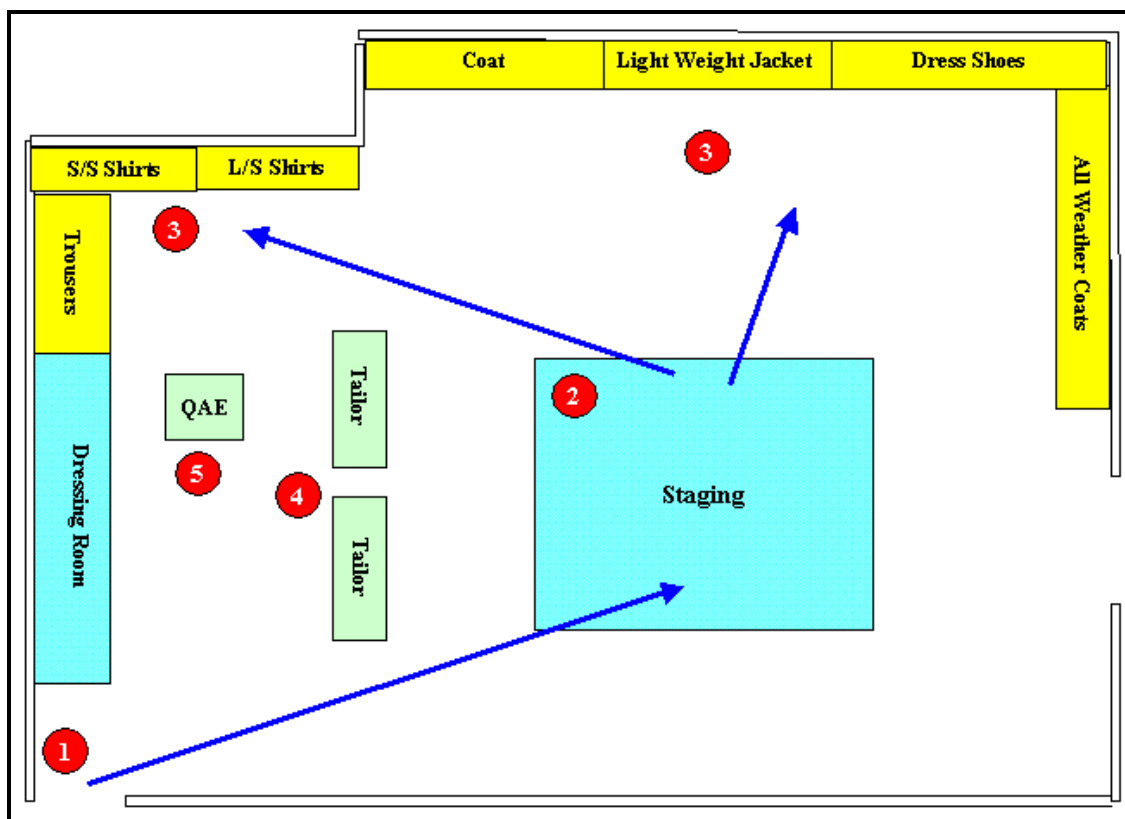 Coat
Light Weight Jacket
Dress Shoes
S/S Shirts
L/S Shirts
3
All Weather Coats
Trousers
3
Tailor
2
QAE
5
4
Staging
Dressing Room
Tailor
1